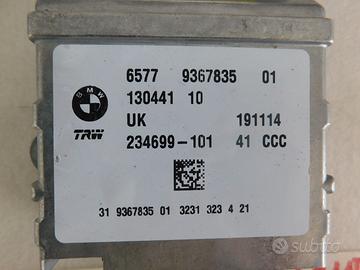 BMW
6577 9367835 01
130441 10
UK 191114
TRW
234699-101 41 CCC
31 9367835 01 3231 323 4 21
subito